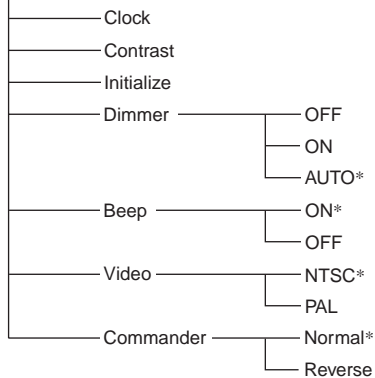 Clock
Contrast
Initialize
Dimmer OFF
ON
AUTO*
Beep ON*
OFF
Video NTSC*
PAL
Commander Normal*
Reverse